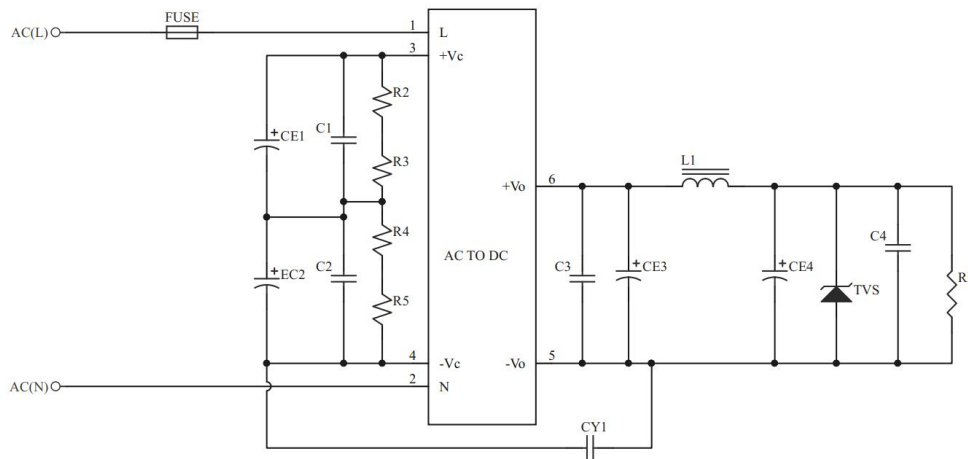 FUSE
AC(L)
1
L
3
+Vc
R2
+
CE1
C1
R3
L1
6
+Vo
R4
C4
AC TO DC
+
EC2
C2
C3
+
CE3
+
CE4
TVS
R
R5
4
-Vc
5
-Vo
2
N
AC(N)
CY1